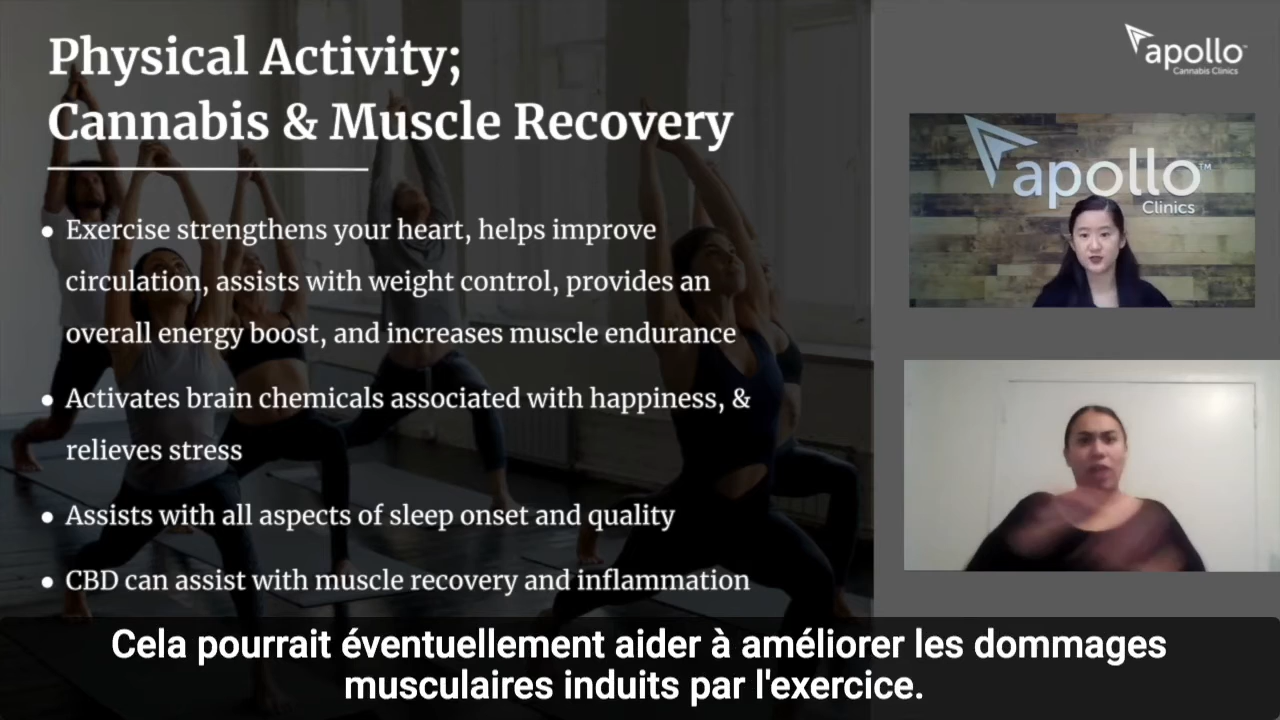 Physical Activity;
Cannabis & Muscle Recovery
● Exercise strengthens your heart, helps improve
circulation, assists with weight control, provides an
overall energy boost, and increases muscle endurance
● Activates brain chemicals associated with happiness, &
relieves stress
● Assists with all aspects of sleep onset and quality
● CBD can assist with muscle recovery and inflammation
apollo™
Cannabis Clinics
apollo™
Clinics
Cela pourrait éventuellement aider à améliorer les dommages
musculaires induits par l'exercice.